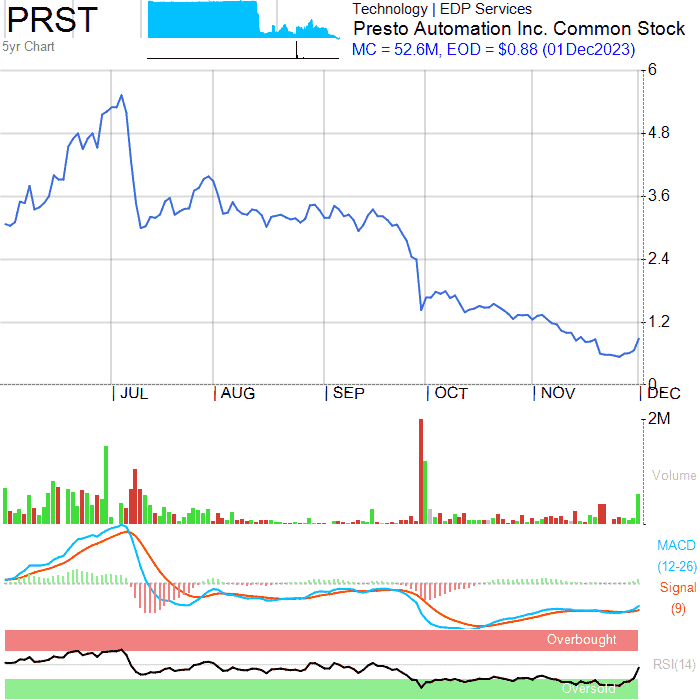 PRST
5yr Chart
Technology | EDP Services
Presto Automation Inc. Common Stock
MC = 52.6M, EOD = $0.88 (01Dec2023)
6
4.8
3.6
2.4
1.2
0
JUL
AUG
SEP
OCT
NOV
DEC
2M
Volume
MACD
(12-26)
Signal
(9)
Overbought
RSI(14)
Oversold